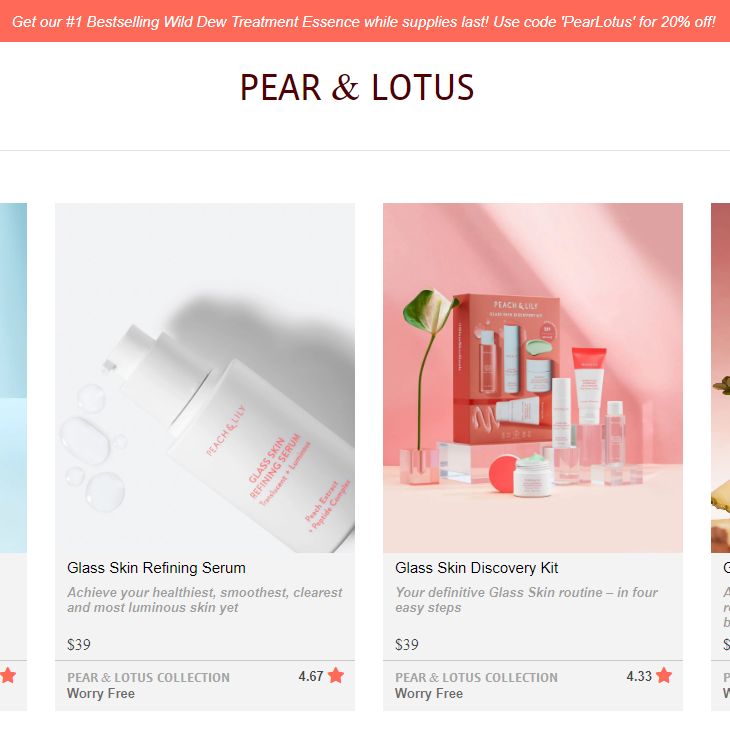 Get our #1 Bestselling Wild Dew Treatment Essence while supplies last! Use code 'PearLotus' for 20% off!
PEAR & LOTUS
PEACH & LILY
GLASS SKIN
REFINING SERUM
Translucent + Luminous
Peach Extract
+ Peptide Complex
Glass Skin Refining Serum
Achieve your healthiest, smoothest, clearest
and most luminous skin yet
$39
PEAR & LOTUS COLLECTION
4.67
Worry Free
PEACH & LILY
GLASS SKIN DISCOVERY KIT
Glass Skin Discovery Kit
Your definitive Glass Skin routine – in four
easy steps
$39
PEAR & LOTUS COLLECTION
4.33
Worry Free